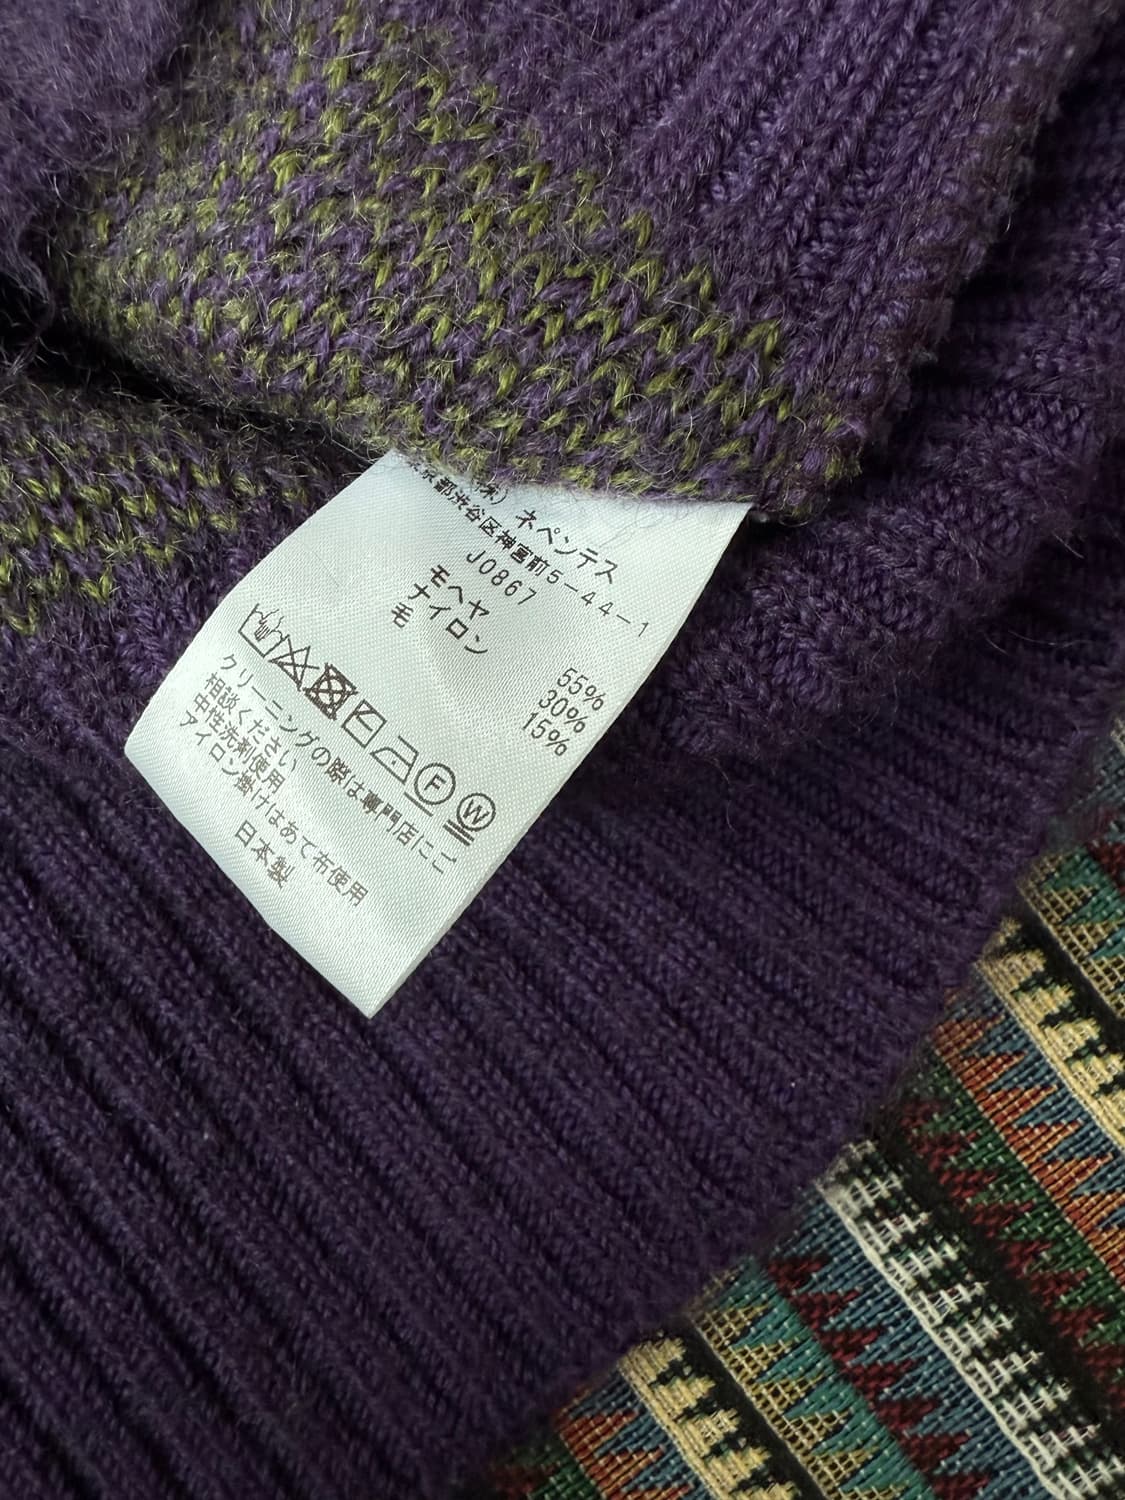 (株) ネペンテス
東京都渋谷区神宮前5-44-1
J0867
モヘヤ 55%
ナイロン 30%
毛 15%
F W
クリーニングの際は専門店にご
相談ください
中性洗剤使用
アイロン掛けはあて布使用
日本製